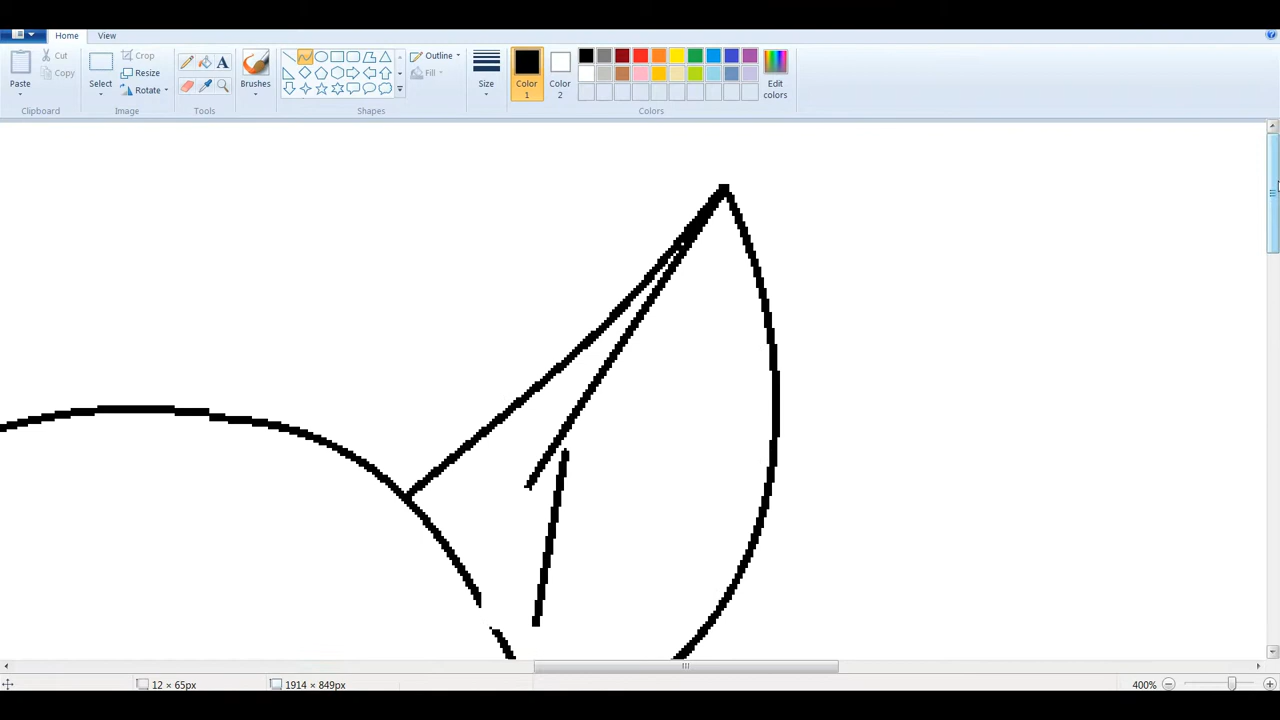 Home View
Cut
Copy
Paste
Clipboard
Select
Crop
Resize
Rotate
Image
A
Tools
Brushes
Outline
Fill
Shapes
Size
Color
1
Color
2
Edit
colors
Colors
12 × 65px
1914 × 849px
400%